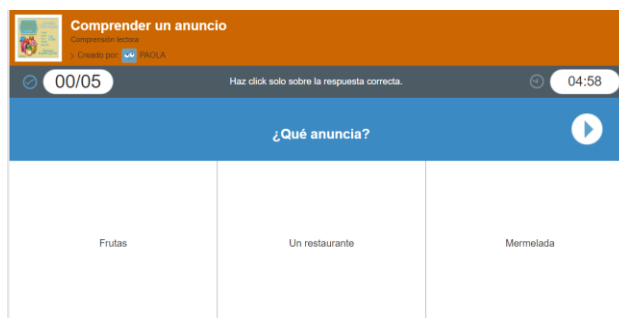 Comprender un anuncio
Comprensión lectora
> Creado por: PAOLA
00/05
Haz click solo sobre la respuesta correcta.
04:58
¿Qué anuncia?
Frutas
Un restaurante
Mermelada